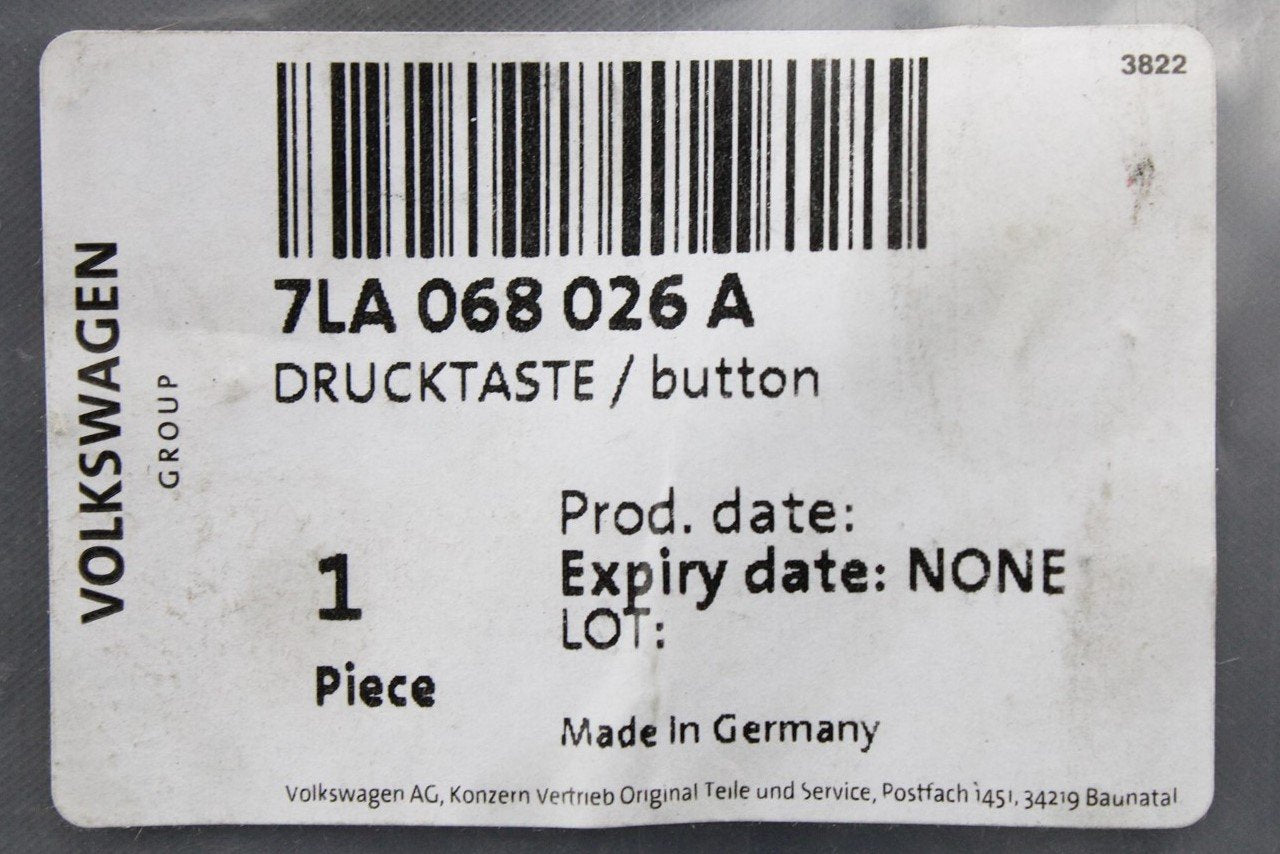 3822
VOLKSWAGEN
GROUP
7LA 068 026 A
DRUCKTASTE / button
Prod. date:
Expiry date: NONE
LOT:
1
Piece
Made In Germany
Volkswagen AG, Konzern Vertrieb Original Teile und Service, Postfach 1451, 34219 Baunatal